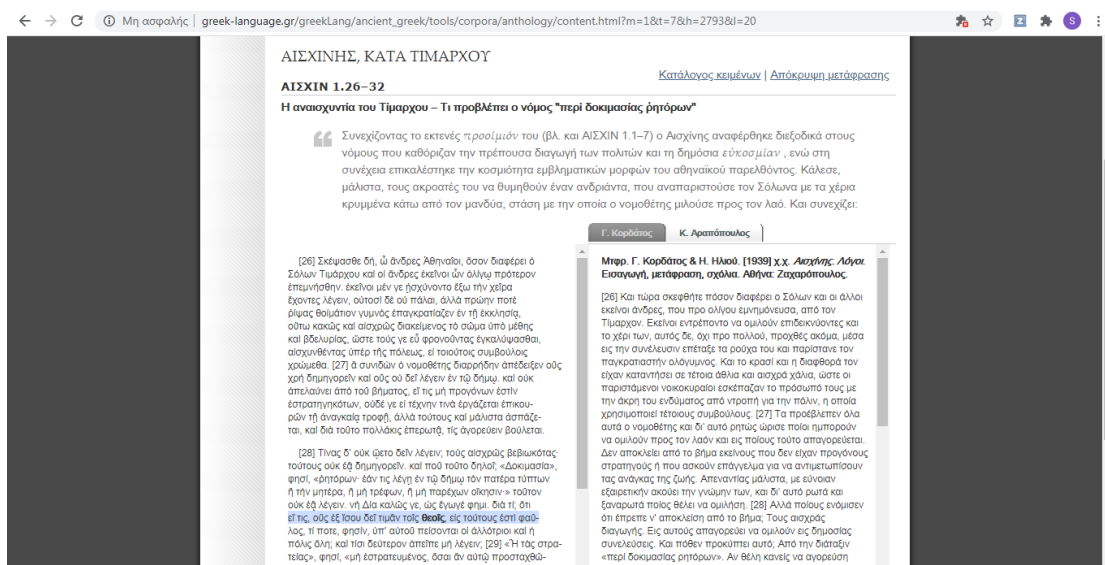 Μη ασφαλής | greek-language.gr/greekLang/ancient_greek/tools/corpora/anthology/content.html?m=1&t=7&h=2793&l=20
S
ΑΙΣΧΙΝΗΣ, ΚΑΤΑ ΤΙΜΑΡΧΟΥ
Κατάλογος κειμένων | Απόκρυψη μετάφρασης
ΑΙΣΧΙΝ 1.26–32
Η αναισχυντία του Τίμαρχου – Τι προβλέπει ο νόμος "περὶ δοκιμασίας ῥητόρων"
Συνεχίζοντας το εκτενές προοίμιόν του (βλ. και ΑΙΣΧΙΝ 1.1–7) ο Αισχίνης αναφέρθηκε διεξοδικά στους
νόμους που καθόριζαν την πρέπουσα διαγωγή των πολιτών και τη δημόσια εὐκοσμίαν , ενώ στη
συνέχεια επικαλέστηκε την κοσμιότητα εμβληματικών μορφών του αθηναϊκού παρελθόντος. Κάλεσε,
μάλιστα, τους ακροατές του να θυμηθούν έναν ανδριάντα, που αναπαριστούσε τον Σόλωνα με τα χέρια
κρυμμένα κάτω από τον μανδύα, στάση με την οποία ο νομοθέτης μιλούσε προς τον λαό. Και συνεχίζει:
Γ. Κορδάτος Κ. Αραπόπουλος
[26] Σκέψασθε δή, ὦ ἄνδρες Ἀθηναῖοι, ὅσον διαφέρει ὁ
Σόλων Τιμάρχου καὶ οἱ ἄνδρες ἐκεῖνοι ὧν ὀλίγῳ πρότερον
ἐπεμνήσθην. ἐκεῖνοι μέν γε ᾐσχύνοντο ἔξω τὴν χεῖρα
ἔχοντες λέγειν, οὑτοσὶ δὲ οὐ πάλαι, ἀλλὰ πρώην ποτὲ
ῥίψας θοἰμάτιον γυμνὸς ἐπαγκρατίαζεν ἐν τῇ ἐκκλησίᾳ,
οὕτω κακῶς καὶ αἰσχρῶς διακείμενος τὸ σῶμα ὑπὸ μέθης
καὶ βδελυρίας, ὥστε τούς γε εὖ φρονοῦντας ἐγκαλύψασθαι,
αἰσχυνθέντας ὑπὲρ τῆς πόλεως, εἰ τοιούτοις συμβούλοις
χρώμεθα. [27] ἃ συνιδὼν ὁ νομοθέτης διαρρήδην ἀπέδειξεν οὓς
χρὴ δημηγορεῖν καὶ οὓς οὐ δεῖ λέγειν ἐν τῷ δήμῳ. καὶ οὐκ
ἀπελαύνει ἀπὸ τοῦ βήματος, εἴ τις μὴ προγόνων ἐστὶν
ἐστρατηγηκότων, οὐδέ γε εἰ τέχνην τινὰ ἐργάζεται ἐπικου-
ρῶν τῇ ἀναγκαίᾳ τροφῇ, ἀλλὰ τούτους καὶ μάλιστα ἀσπάζε-
ται, καὶ διὰ τοῦτο πολλάκις ἐπερωτᾷ, τίς ἀγορεύειν βούλεται.
[28] Τίνας δ' οὐκ ᾤετο δεῖν λέγειν; τοὺς αἰσχρῶς βεβιωκότας·
τούτους οὐκ ἐᾷ δημηγορεῖν. καὶ ποῦ τοῦτο δηλοῖ; «Δοκιμασία»,
φησί, «ῥητόρων· ἐάν τις λέγῃ ἐν τῷ δήμῳ τὸν πατέρα τύπτων
ἢ τὴν μητέρα, ἢ μὴ τρέφων, ἢ μὴ παρέχων οἴκησιν·» τοῦτον
οὐκ ἐᾷ λέγειν. νὴ Δία καλῶς γε, ὡς ἔγωγέ φημι. διὰ τί; ὅτι
εἴ τις, οὓς ἐξ ἴσου δεῖ τιμᾶν τοῖς θεοῖς, εἰς τούτους ἐστὶ φαῦ-
λος, τί ποτε, φησίν, ὑπ' αὐτοῦ πείσονται οἱ ἀλλότριοι καὶ ἡ
πόλις ὅλη; καὶ τίσι δεύτερον ἀπεῖπε μὴ λέγειν; [29] «Ἢ τὰς στρα-
τείας», φησί, «μὴ ἐστρατευμένος, ὅσαι ἂν αὐτῷ προσταχθῶ-
Μτφρ. Γ. Κορδάτος & Η. Ηλιού. [1939] χ.χ. Αισχίνης. Λόγοι.
Εισαγωγή, μετάφραση, σχόλια. Αθήνα: Ζαχαρόπουλος.
[26] Και τώρα σκεφθήτε πόσον διαφέρει ο Σόλων και οι άλλοι
εκείνοι άνδρες, που προ ολίγου εμνημόνευσα, από τον
Τίμαρχον. Εκείνοι εντρέποντο να ομιλούν επιδεικνύοντες και
το χέρι των, αυτός δε, όχι προ πολλού, προχθές ακόμα, μέσα
εις την συνέλευσιν επέταξε τα ρούχα του και παρίστανε τον
παγκρατιαστήν ολόγυμνος. Και το κρασί και η διαφθορά τον
είχαν καταντήσει σε τέτοια άθλια και αισχρά χάλια, ώστε οι
παριστάμενοι νοικοκυραίοι εσκέπαζαν το πρόσωπό τους με
την άκρη του ενδύματος από ντροπή για την πόλιν, η οποία
χρησιμοποιεί τέτοιους συμβούλους. [27] Τα προέβλεπεν όλα
αυτά ο νομοθέτης και δι' αυτό ρητώς ώρισε ποίοι ημπορούν
να ομιλούν προς τον λαόν και εις ποίους τούτο απαγορεύεται.
Δεν αποκλείει από το βήμα εκείνους που δεν είχαν προγόνους
στρατηγούς ή που ασκούν επάγγελμα για να αντιμετωπίσουν
τας ανάγκας της ζωής. Απεναντίας μάλιστα, με εύνοιαν
εξαιρετικήν ακούει την γνώμην των, και δι' αυτό ρωτά και
ξαναρωτά ποίος θέλει να ομιλήση. [28] Αλλά ποίους ενόμισεν
ότι έπρεπε ν' αποκλείση από το βήμα; Τους αισχράς
διαγωγής. Εις αυτούς απαγορεύει να ομιλούν εις δημοσίας
συνελεύσεις. Και πόθεν προκύπτει αυτό; Από την διάταξιν
«περί δοκιμασίας ρητόρων». Αν θέλη κανείς να αγορεύση